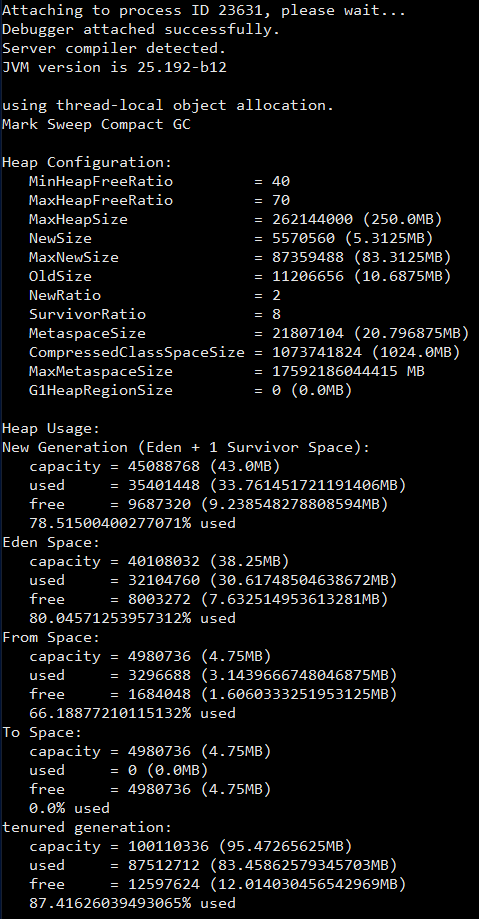 Attaching to process ID 23631, please wait...
Debugger attached successfully.
Server compiler detected.
JVM version is 25.192-b12
using thread-local object allocation.
Mark Sweep Compact GC
Heap Configuration:
MinHeapFreeRatio = 40
MaxHeapFreeRatio = 70
MaxHeapSize = 262144000 (250.0MB)
NewSize = 5570560 (5.3125MB)
MaxNewSize = 87359488 (83.3125MB)
OldSize = 11206656 (10.6875MB)
NewRatio = 2
SurvivorRatio = 8
MetaspaceSize = 21807104 (20.796875MB)
CompressedClassSpaceSize = 1073741824 (1024.0MB)
MaxMetaspaceSize = 17592186044415 MB
G1HeapRegionSize = 0 (0.0MB)
Heap Usage:
New Generation (Eden + 1 Survivor Space):
capacity = 45088768 (43.0MB)
used = 35401448 (33.761451721191406MB)
free = 9687320 (9.238548278808594MB)
78.51500400277071% used
Eden Space:
capacity = 40108032 (38.25MB)
used = 32104760 (30.61748504638672MB)
free = 8003272 (7.632514953613281MB)
80.04571253957312% used
From Space:
capacity = 4980736 (4.75MB)
used = 3296688 (3.1439666748046875MB)
free = 1684048 (1.6060333251953125MB)
66.18877210115132% used
To Space:
capacity = 4980736 (4.75MB)
used = 0 (0.0MB)
free = 4980736 (4.75MB)
0.0% used
tenured generation:
capacity = 100110336 (95.47265625MB)
used = 87512712 (83.45862579345703MB)
free = 12597624 (12.014030456542969MB)
87.41626039493065% used